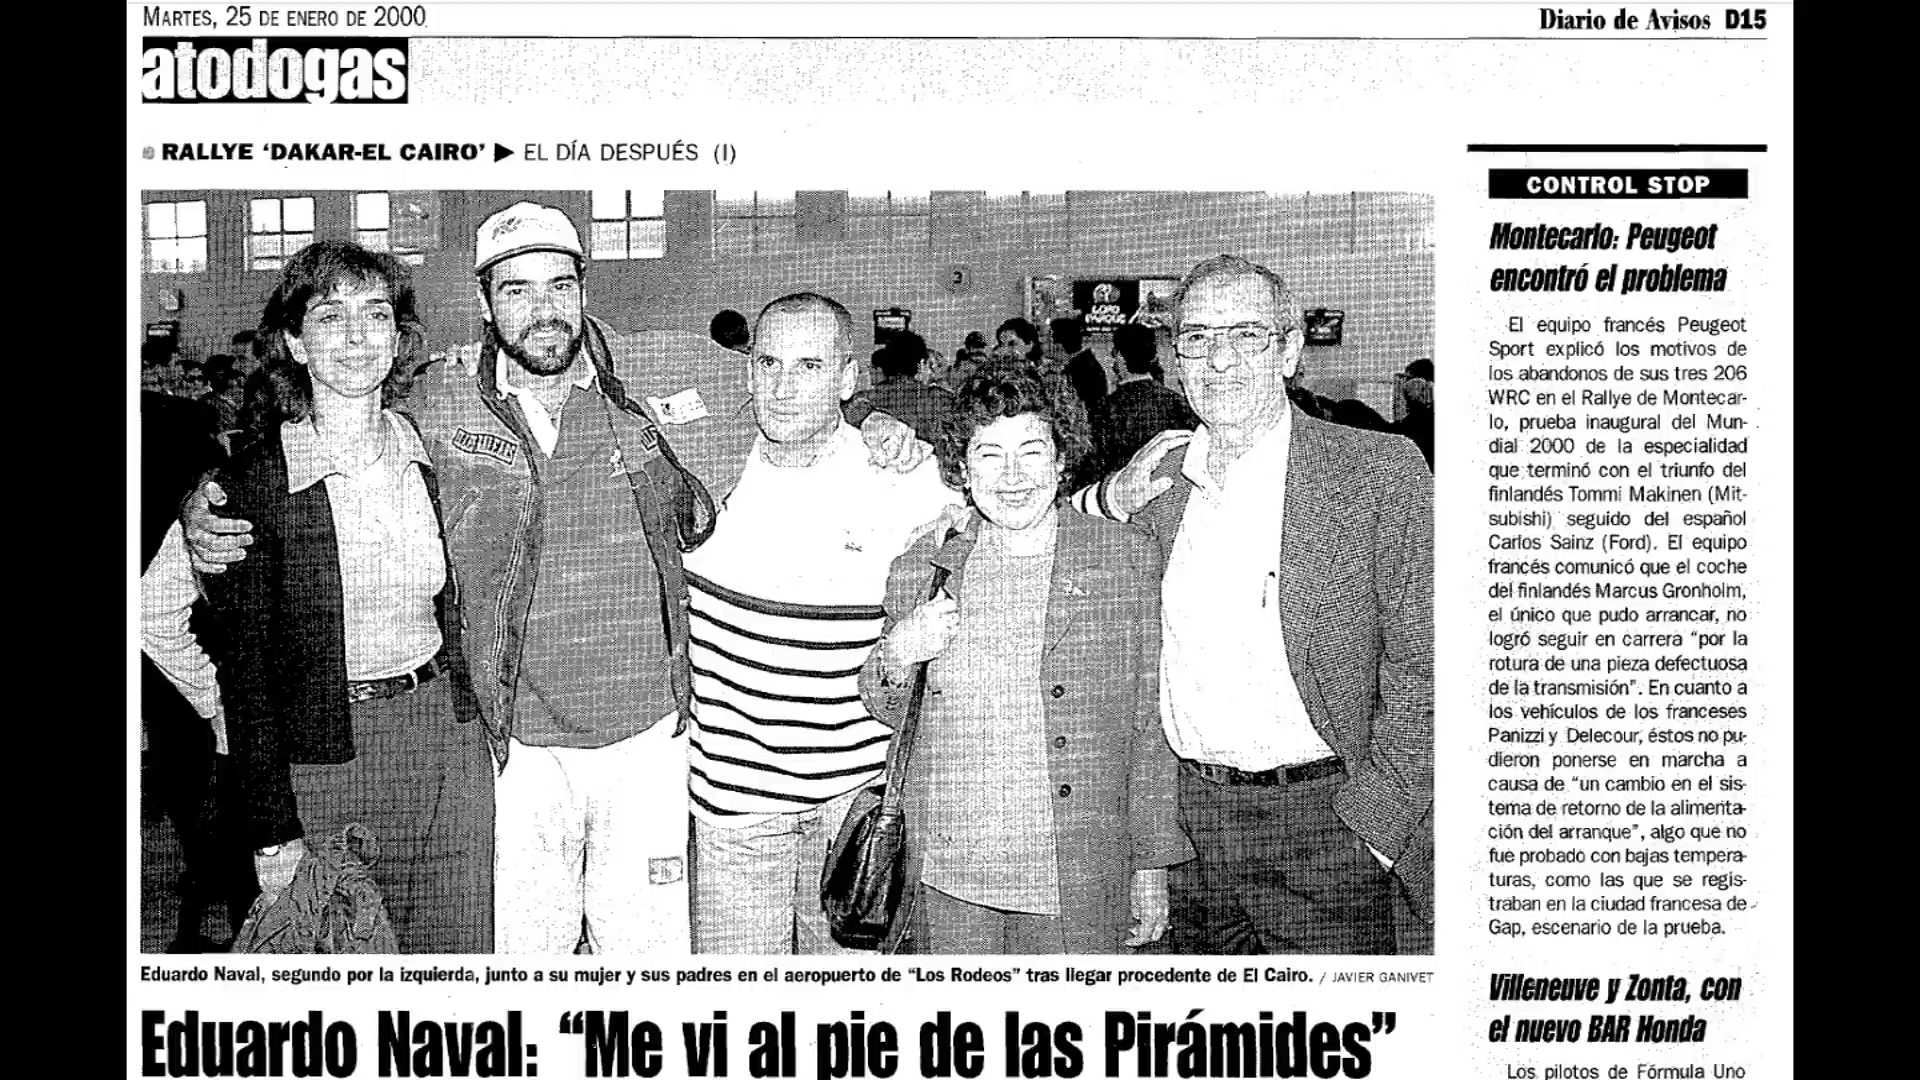 MARTES, 25 DE ENERO DE 2000
Diario de Avisos D15
atodogas
RALLYE ‘DAKAR-EL CAIRO’ ▶ EL DÍA DESPUÉS (I)
3
LORO
PARQUE
Eduardo Naval, segundo por la izquierda, junto a su mujer y sus padres en el aeropuerto de “Los Rodeos” tras llegar procedente de El Cairo. / JAVIER GANIVET
Eduardo Naval: “Me vi al pie de las Pirámides”
CONTROL STOP
Montecarlo: Peugeot
encontró el problema
El equipo francés Peugeot
Sport explicó los motivos de
los abandonos de sus tres 206
WRC en el Rallye de Montecar-
lo, prueba inaugural del Mun-
dial 2000 de la especialidad
que terminó con el triunfo del
finlandés Tommi Makinen (Mit-
subishi) seguido del español
Carlos Sainz (Ford). El equipo
francés comunicó que el coche
del finlandés Marcus Gronholm,
el único que pudo arrancar, no
logró seguir en carrera “por la
rotura de una pieza defectuosa
de la transmisión”. En cuanto a
los vehículos de los franceses
Panizzi y Delecour, éstos no pu-
dieron ponerse en marcha a
causa de “un cambio en el sis-
tema de retorno de la alimenta-
ción del arranque”, algo que no
fue probado con bajas tempera-
turas, como las que se regis-
traban en la ciudad francesa de
Gap, escenario de la prueba.
Villeneuve y Zonta, con
el nuevo BAR Honda
Los pilotos de Fórmula Uno